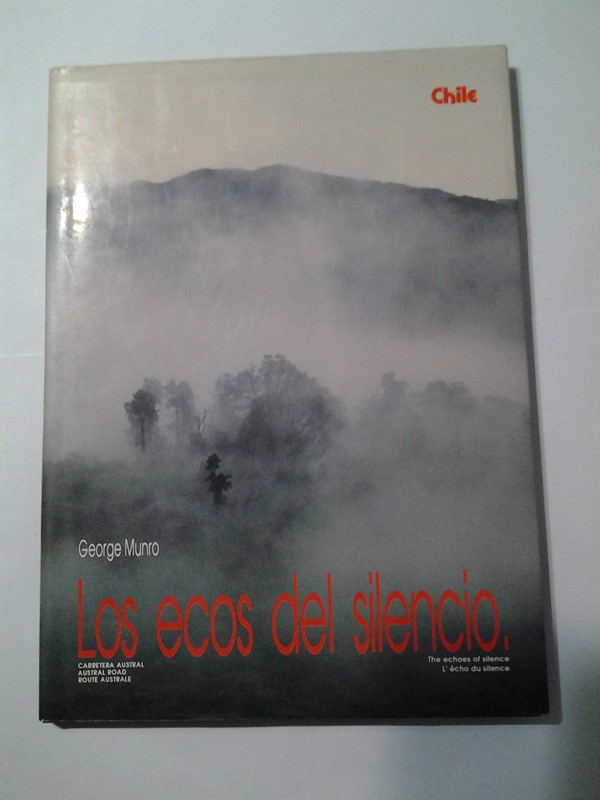 Chile
George Munro
Los ecos del silencio.
CARRETERA AUSTRAL
AUSTRAL ROAD
ROUTE AUSTRALE
The echoes of silence
L' écho du silence